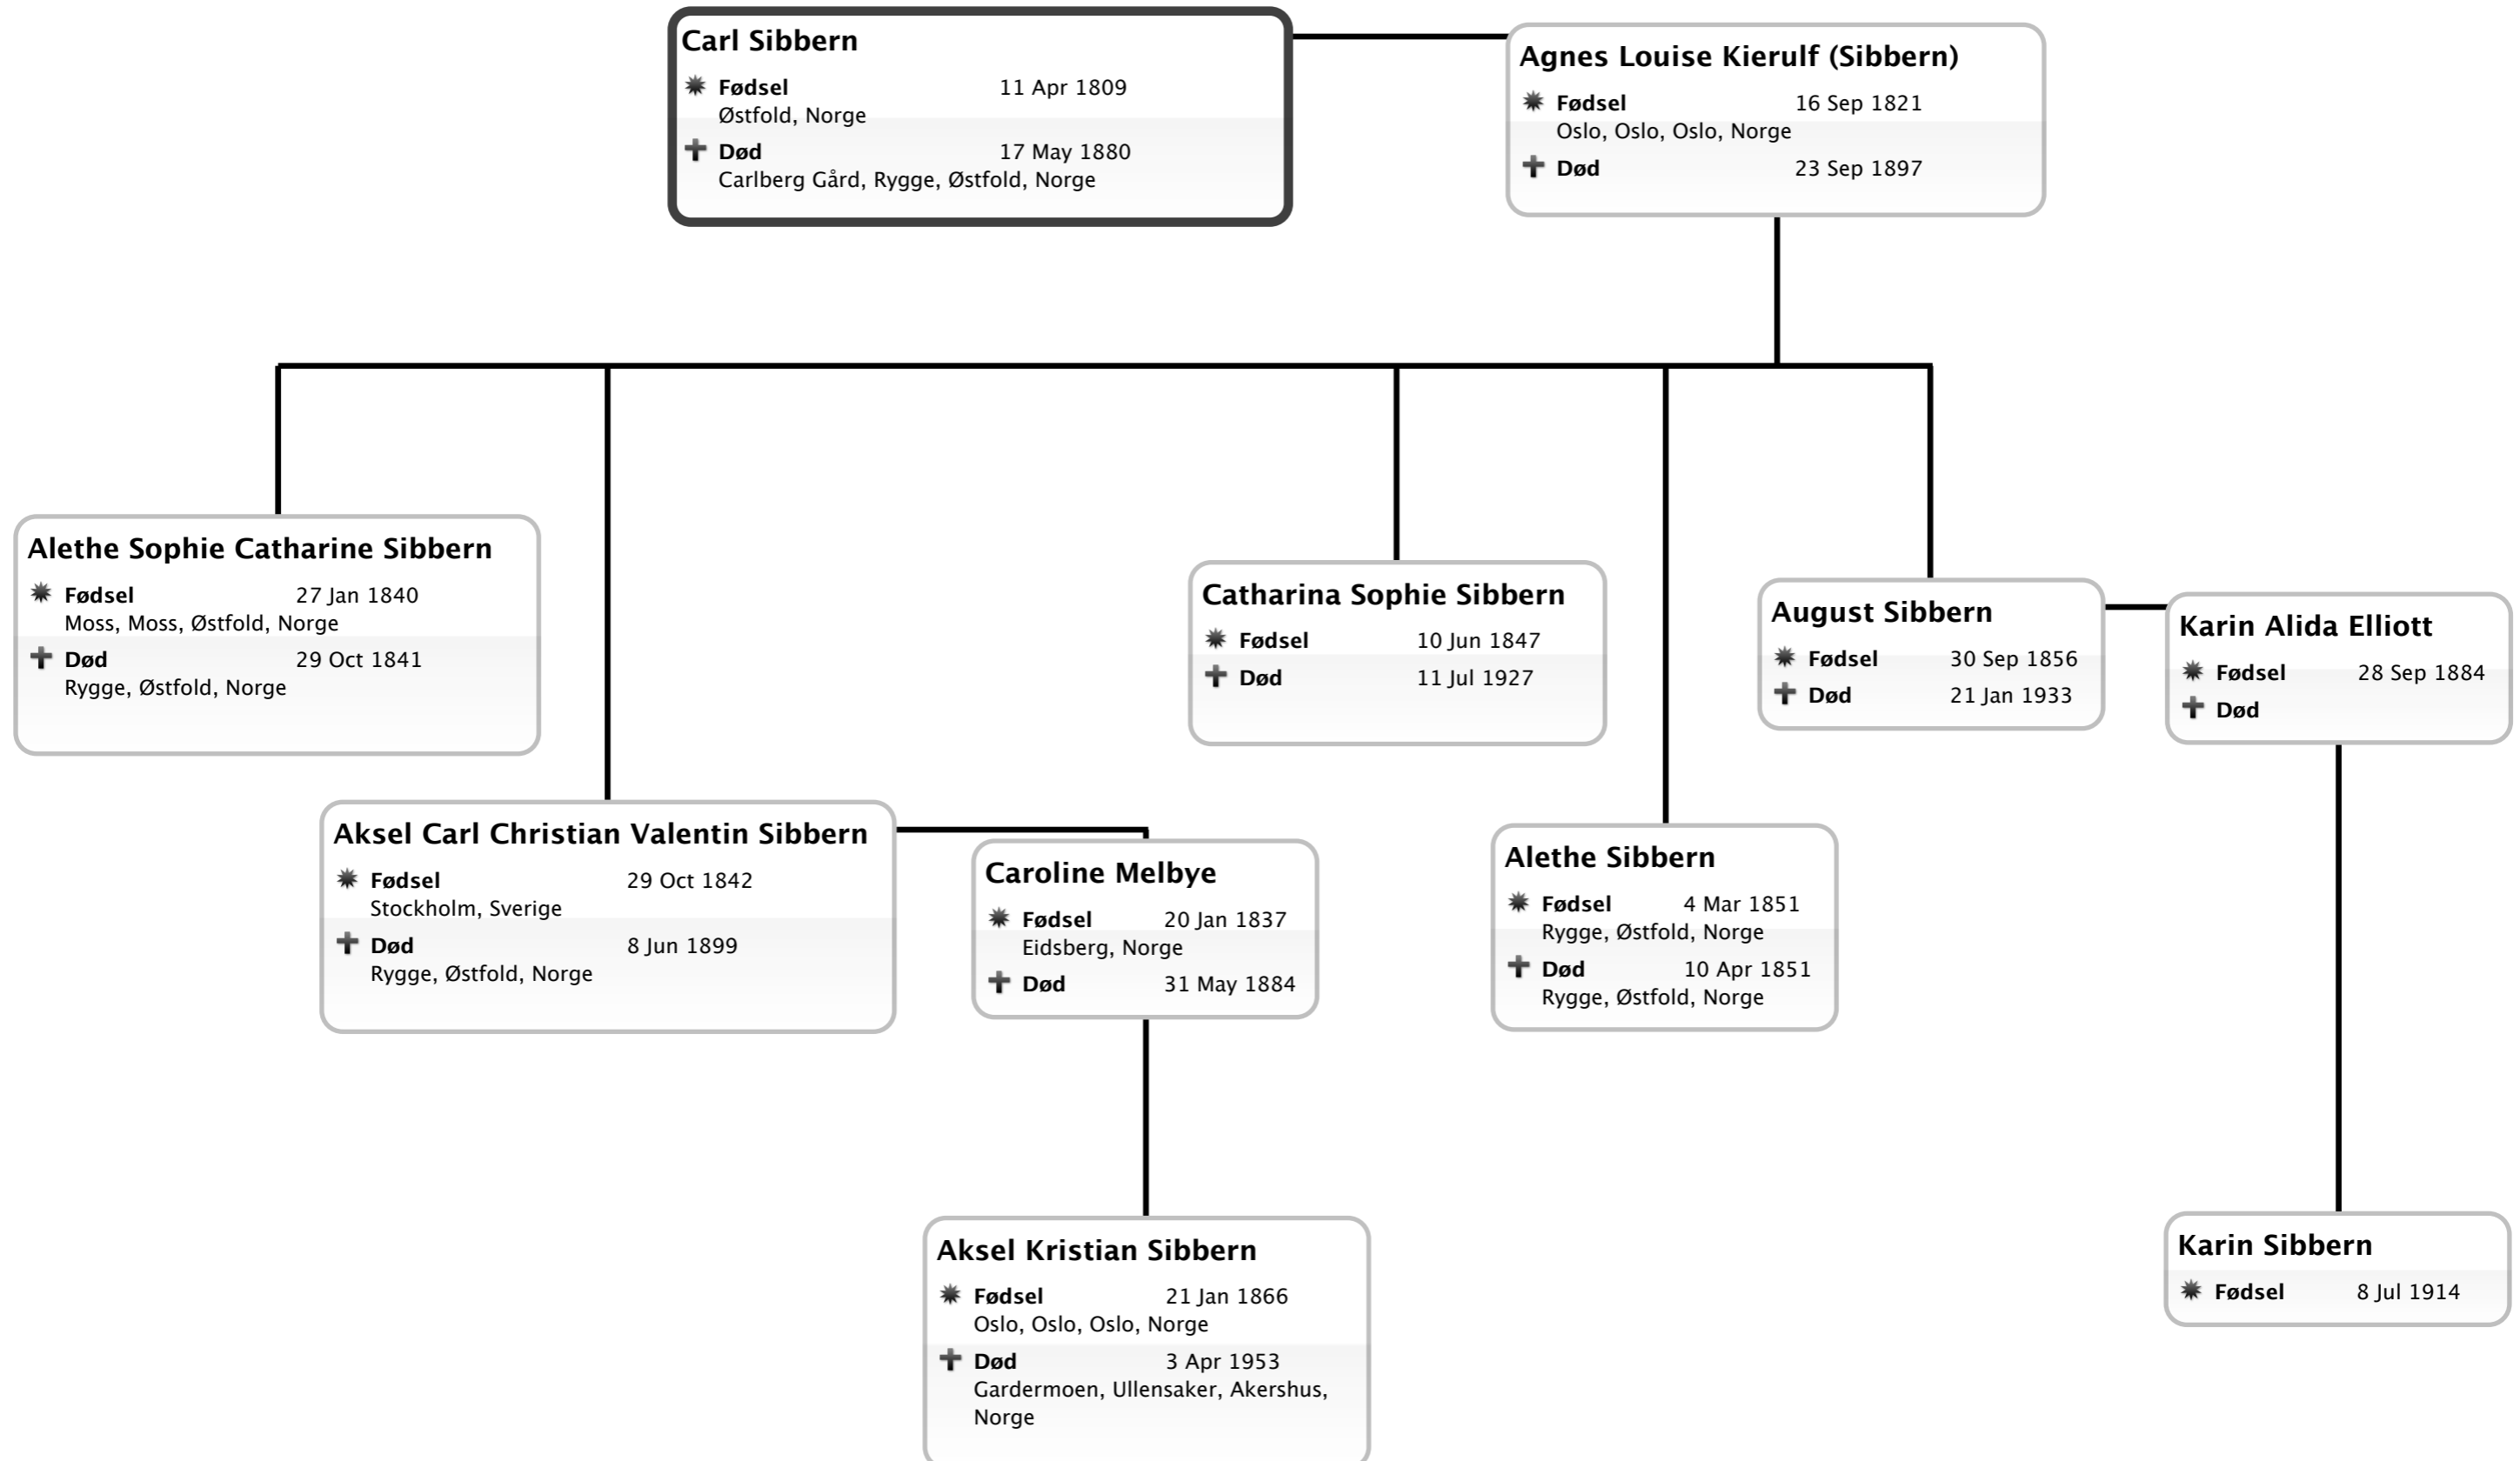 Carl Sibbern
Fødsel 11 Apr 1809
Østfold, Norge
Død 17 May 1880
Carlberg Gård, Rygge, Østfold, Norge
Agnes Louise Kierulf (Sibbern)
Fødsel 16 Sep 1821
Oslo, Oslo, Oslo, Norge
Død 23 Sep 1897
Alethe Sophie Catharine Sibbern
Fødsel 27 Jan 1840
Moss, Moss, Østfold, Norge
Død 29 Oct 1841
Rygge, Østfold, Norge
Catharina Sophie Sibbern
Fødsel 10 Jun 1847
Død 11 Jul 1927
August Sibbern
Fødsel 30 Sep 1856
Død 21 Jan 1933
Karin Alida Elliott
Fødsel 28 Sep 1884
Død
Aksel Carl Christian Valentin Sibbern
Fødsel 29 Oct 1842
Stockholm, Sverige
Død 8 Jun 1899
Rygge, Østfold, Norge
Caroline Melbye
Fødsel 20 Jan 1837
Eidsberg, Norge
Død 31 May 1884
Alethe Sibbern
Fødsel 4 Mar 1851
Rygge, Østfold, Norge
Død 10 Apr 1851
Rygge, Østfold, Norge
Aksel Kristian Sibbern
Fødsel 21 Jan 1866
Oslo, Oslo, Oslo, Norge
Død 3 Apr 1953
Gardermoen, Ullensaker, Akershus,
Norge
Karin Sibbern
Fødsel 8 Jul 1914